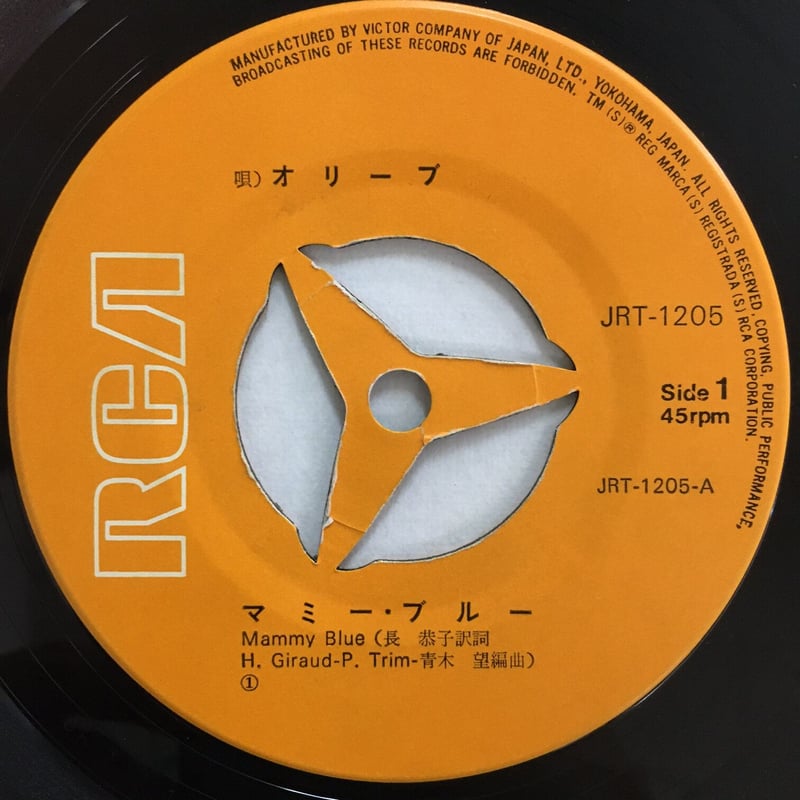 MANUFACTURED BY VICTOR COMPANY OF JAPAN, LTD., YOKOHAMA, JAPAN. ALL RIGHTS RESERVED, COPYING, PUBLIC PERFORMANCE,
BROADCASTING OF THESE RECORDS ARE FORBIDDEN. TM(S)® REG MARCA(S) REGISTRADA(S) RCA CORPORATION.
唄) オリーブ
RCA
JRT-1205
Side 1
45rpm
JRT-1205-A
マミー・ブルー
Mammy Blue (長 恭子訳詞
H. Giraud-P. Trim-青木 望編曲)
①